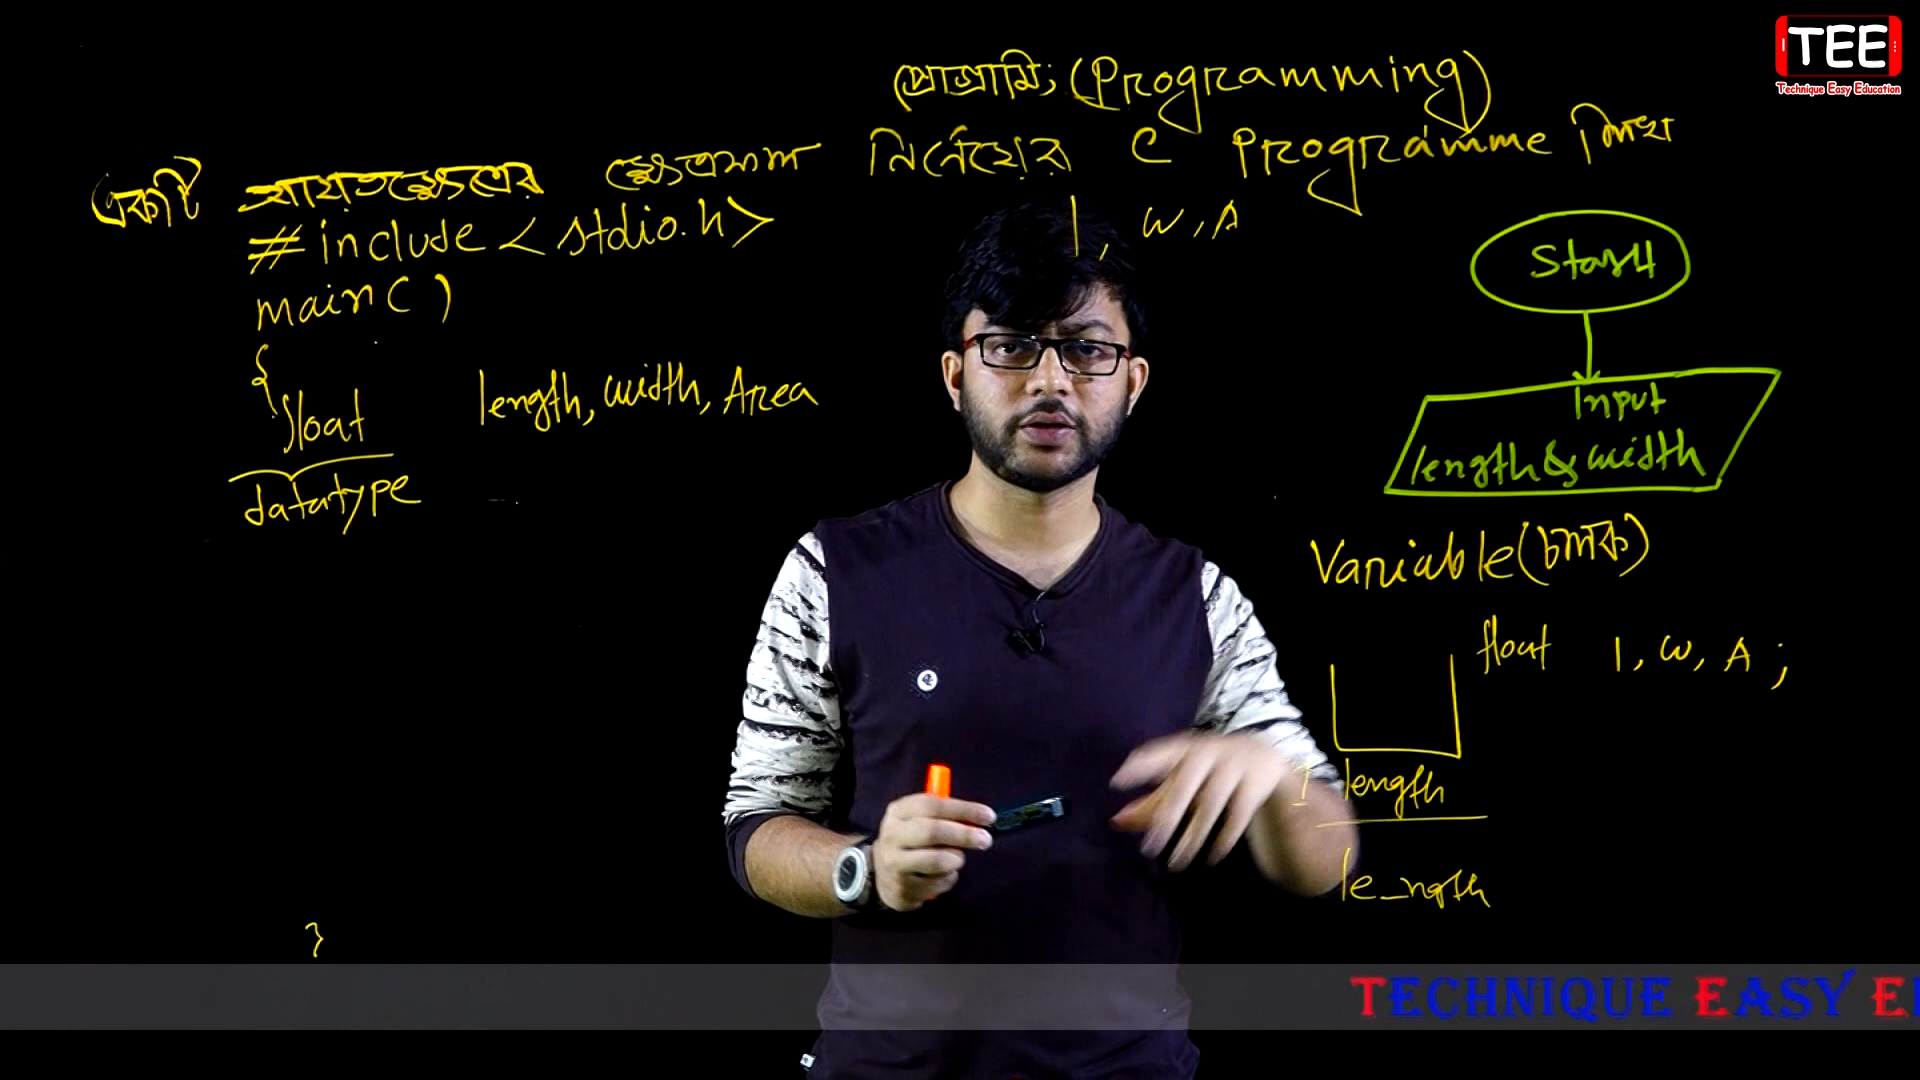 TEE
Technique Easy Education
প্রোগ্রামিং (Programming)
একটি আয়তক্ষেত্রের ক্ষেত্রফল নির্ণয়ের C Programme লিখ
#include <stdio.h>
l, w, A
main( )
{
float length, width, Area
datatype
}
Start
Input
length & width
Variable (চলক)
float l, w, A ;
1 length
le_ngth
TECHNIQUE EASY E